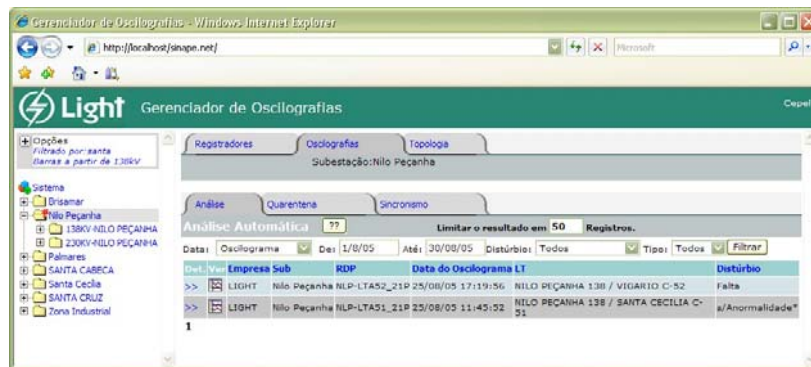 Gerenciador de Oscilografias - Windows Internet Explorer
http://localhost/sinape.net/
Microsoft
Light Gerenciador de Oscilografias
Cepel
Opções
Filtrado por: santa
Barras a partir de 138kV
Registradores Oscilografias Topologia
Subestação:Nilo Peçanha
Sistema
Brisamar
Nilo Peçanha
138KV-NILO PEÇANHA
230KV-NILO PEÇANHA
Palmares
SANTA CABECA
Santa Cecília
SANTA CRUZ
Zona Industrial
Análise Quarentena Sincronismo
Análise Automática ?? Limitar o resultado em 50 Registros.
Data: Oscilograma De: 1/8/05 Até: 30/08/05 Distúrbio: Todos Tipo: Todos Filtrar
Det. Ver Empresa Sub RDP Data do Oscilograma LT Distúrbio
>> LIGHT Nilo Peçanha NLP-LTA52_21P 25/08/05 17:19:56 NILO PEÇANHA 138 / VIGARIO C-52 Falta
>> LIGHT Nilo Peçanha NLP-LTA51_21P 25/08/05 11:45:52 NILO PEÇANHA 138 / SANTA CECILIA C-51 s/Anormalidade*
1